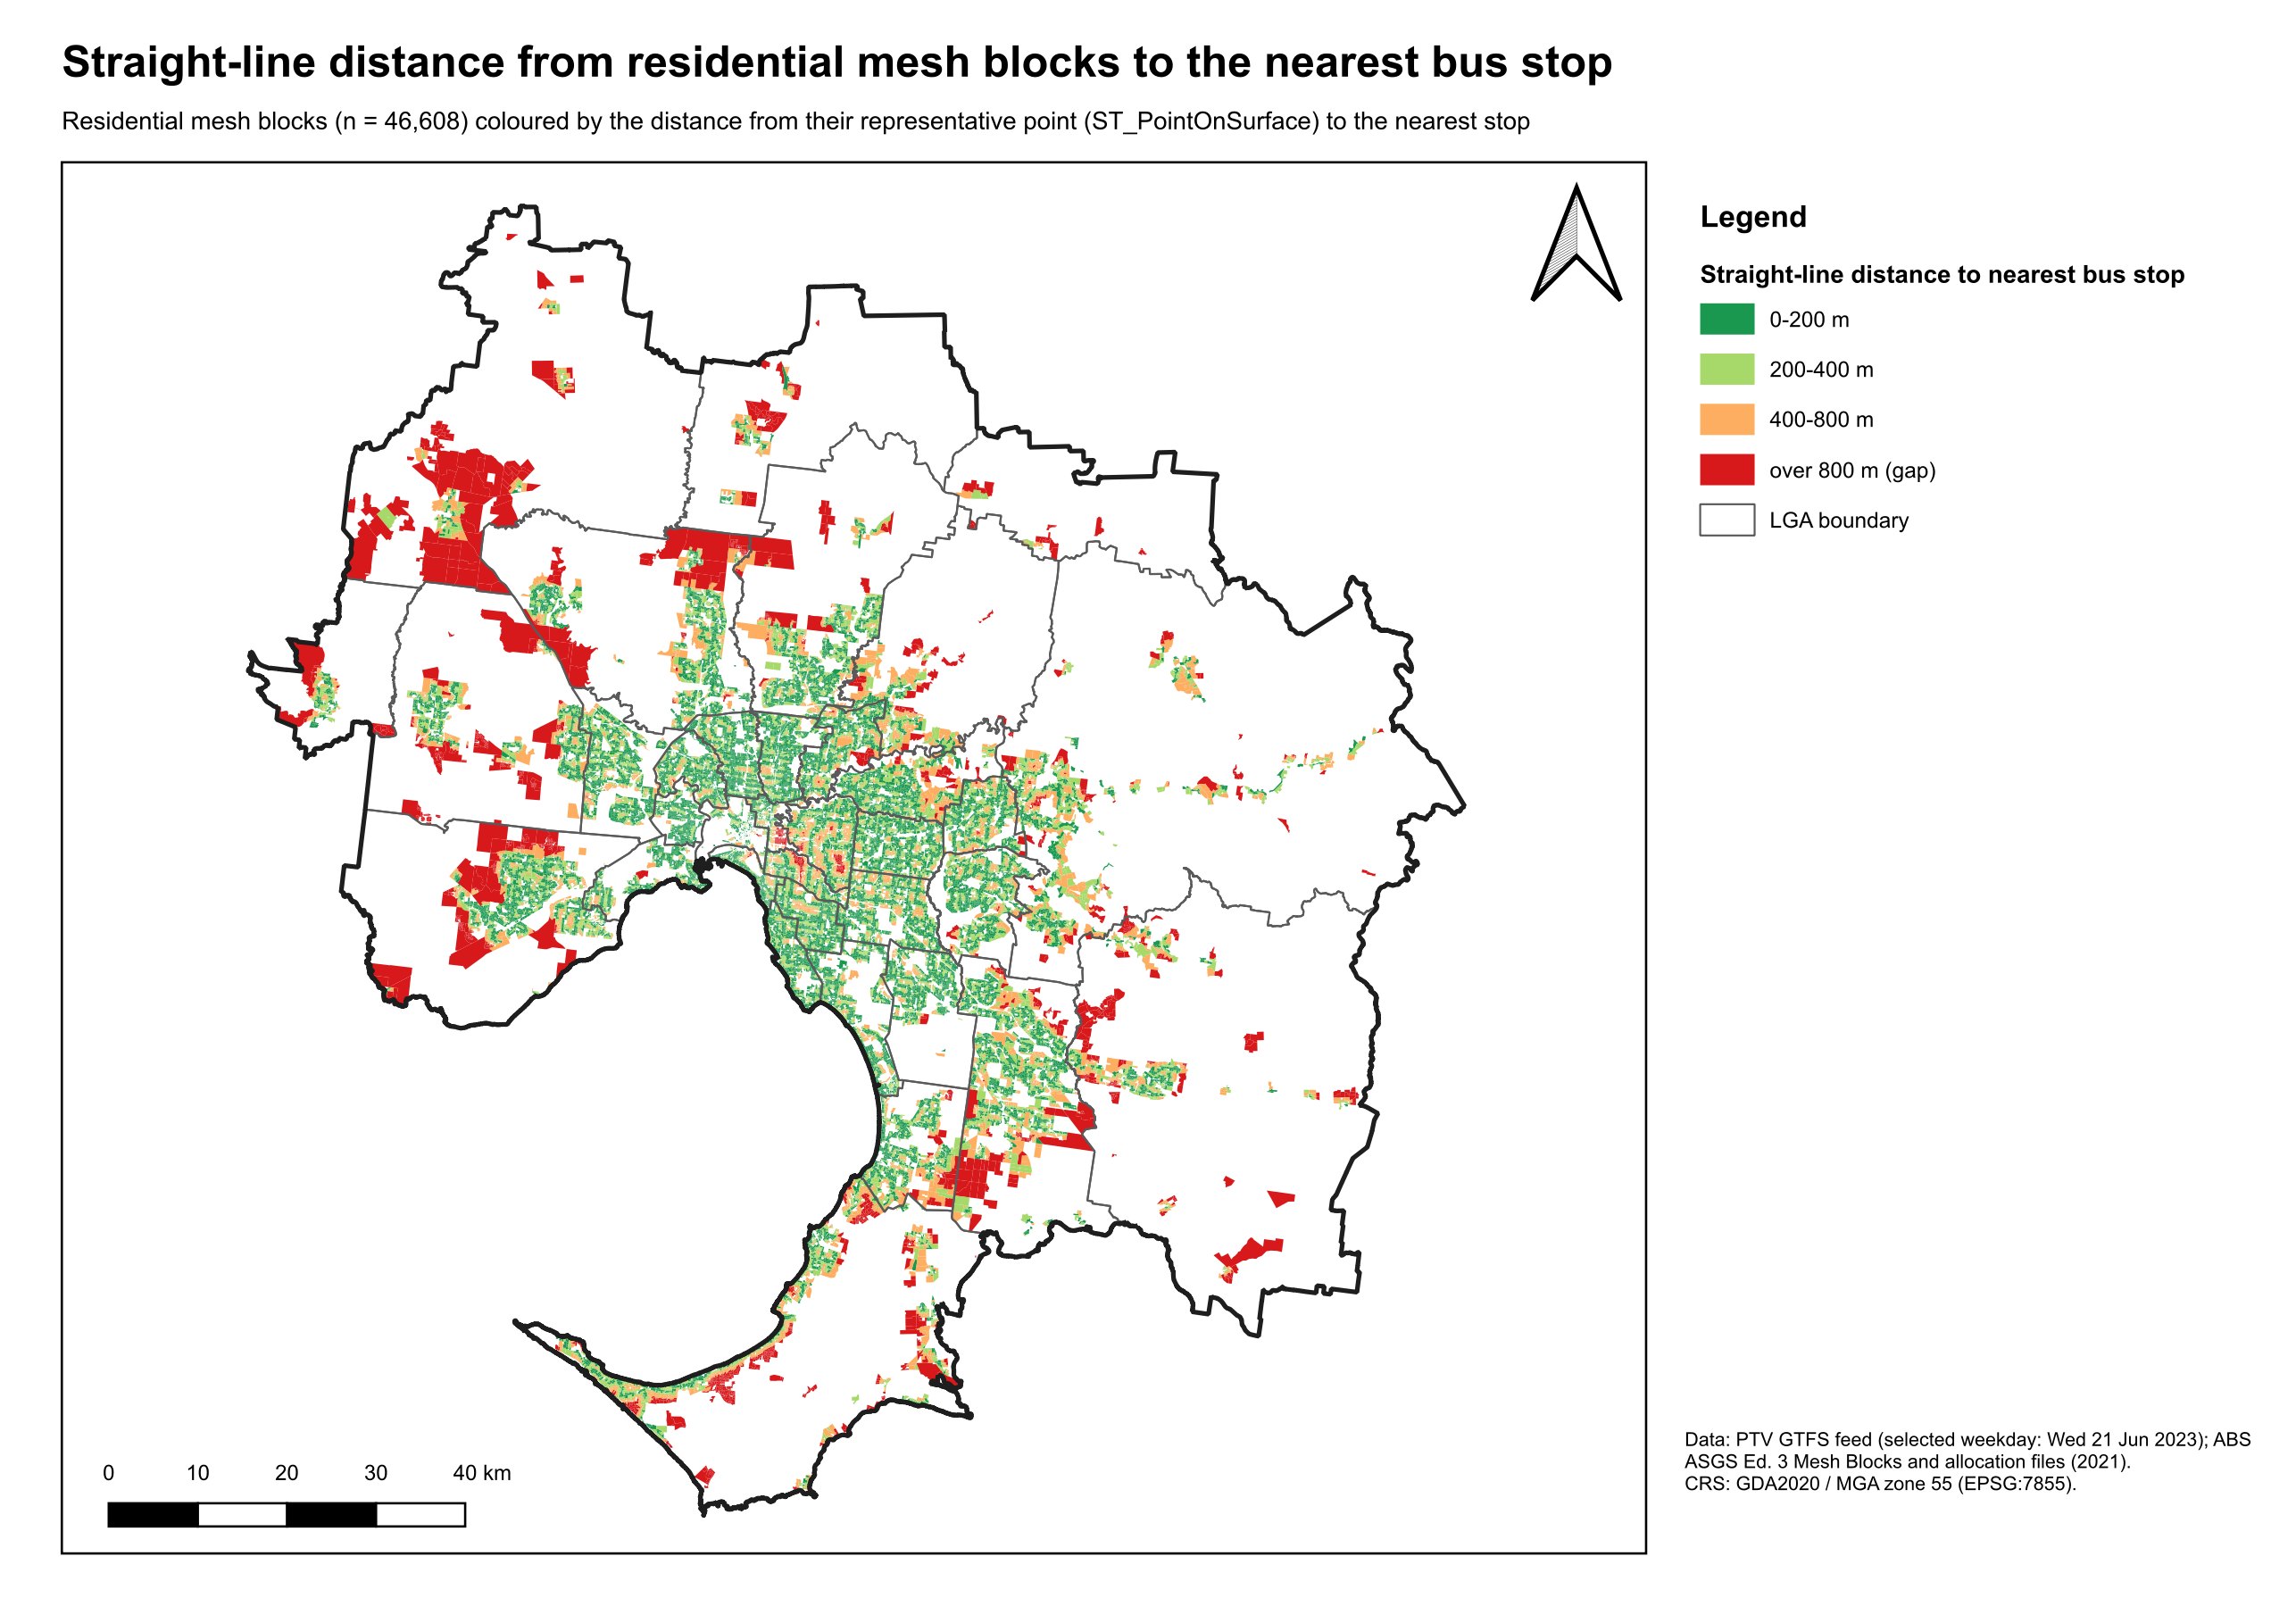 Straight-line distance from residential mesh blocks to the nearest bus stop
Residential mesh blocks (n = 46,608) coloured by the distance from their representative point (ST_PointOnSurface) to the nearest stop
Legend
Straight-line distance to nearest bus stop
0-200 m
200-400 m
400-800 m
over 800 m (gap)
LGA boundary
0 10 20 30 40 km
Data: PTV GTFS feed (selected weekday: Wed 21 Jun 2023); ABS
ASGS Ed. 3 Mesh Blocks and allocation files (2021).
CRS: GDA2020 / MGA zone 55 (EPSG:7855).